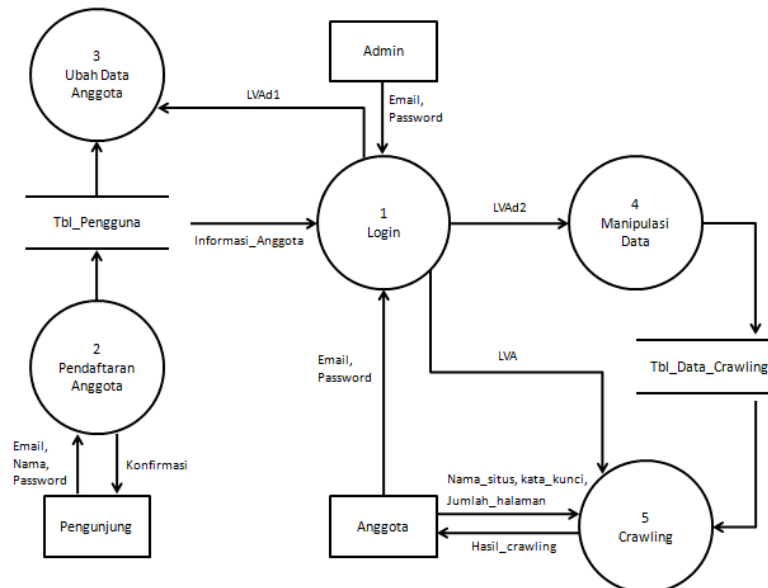 3
Ubah Data
Anggota
Admin
LVAd1
Email,
Password
Tbl_Pengguna
Informasi_Anggota
1
Login
LVAd2
4
Manipulasi
Data
2
Pendaftaran
Anggota
Email,
Password
LVA
Tbl_Data_Crawling
Email,
Nama,
Password
Konfirmasi
Pengunjung
Anggota
Nama_situs, kata_kunci,
Jumlah_halaman
Hasil_crawling
5
Crawling